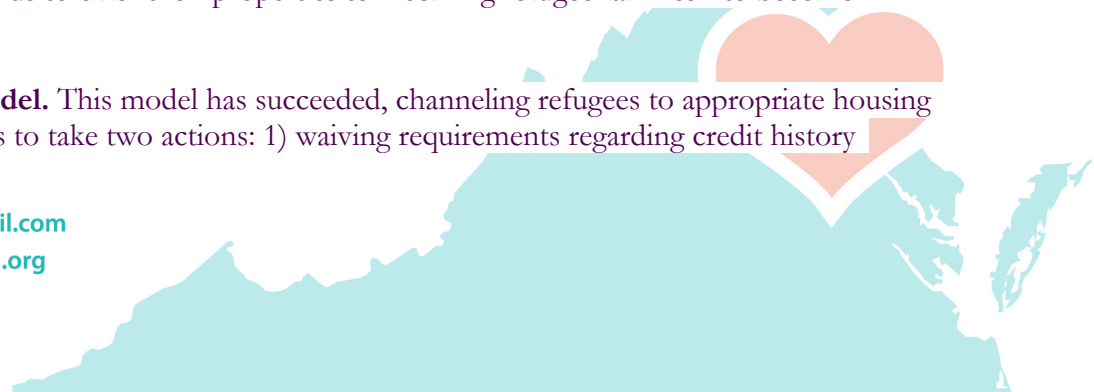 del. This model has succeeded, channeling refugees to appropriate housing
s to take two actions: 1) waiving requirements regarding credit history
il.com
.org